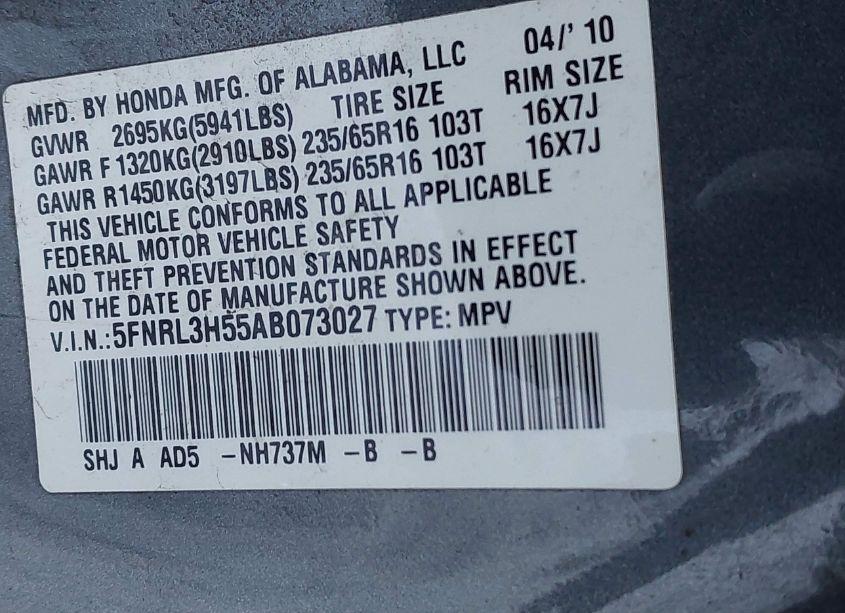 MFD. BY HONDA MFG. OF ALABAMA, LLC 04/' 10
GVWR 2695KG(5941LBS) TIRE SIZE RIM SIZE
GAWR F 1320KG(2910LBS) 235/65R16 103T 16X7J
GAWR R1450KG(3197LBS) 235/65R16 103T 16X7J
THIS VEHICLE CONFORMS TO ALL APPLICABLE
FEDERAL MOTOR VEHICLE SAFETY
AND THEFT PREVENTION STANDARDS IN EFFECT
ON THE DATE OF MANUFACTURE SHOWN ABOVE.
V.I.N.:5FNRL3H55AB073027 TYPE: MPV
SHJ A AD5 -NH737M -B -B